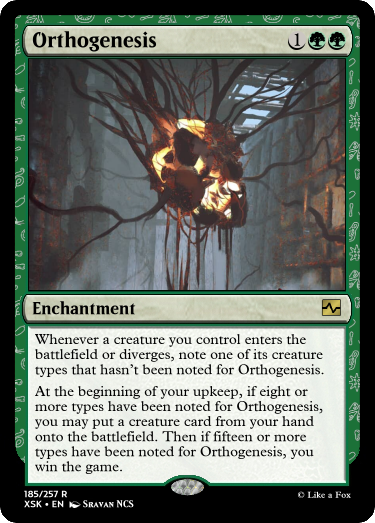 Orthogenesis 1
Enchantment
Whenever a creature you control enters the
battlefield or diverges, note one of its creature
types that hasn't been noted for Orthogenesis.
At the beginning of your upkeep, if eight or
more types have been noted for Orthogenesis,
you may put a creature card from your hand
onto the battlefield. Then if fifteen or more
types have been noted for Orthogenesis, you
win the game.
185/257 R
XSK • EN Sravan NCS
© Like a Fox